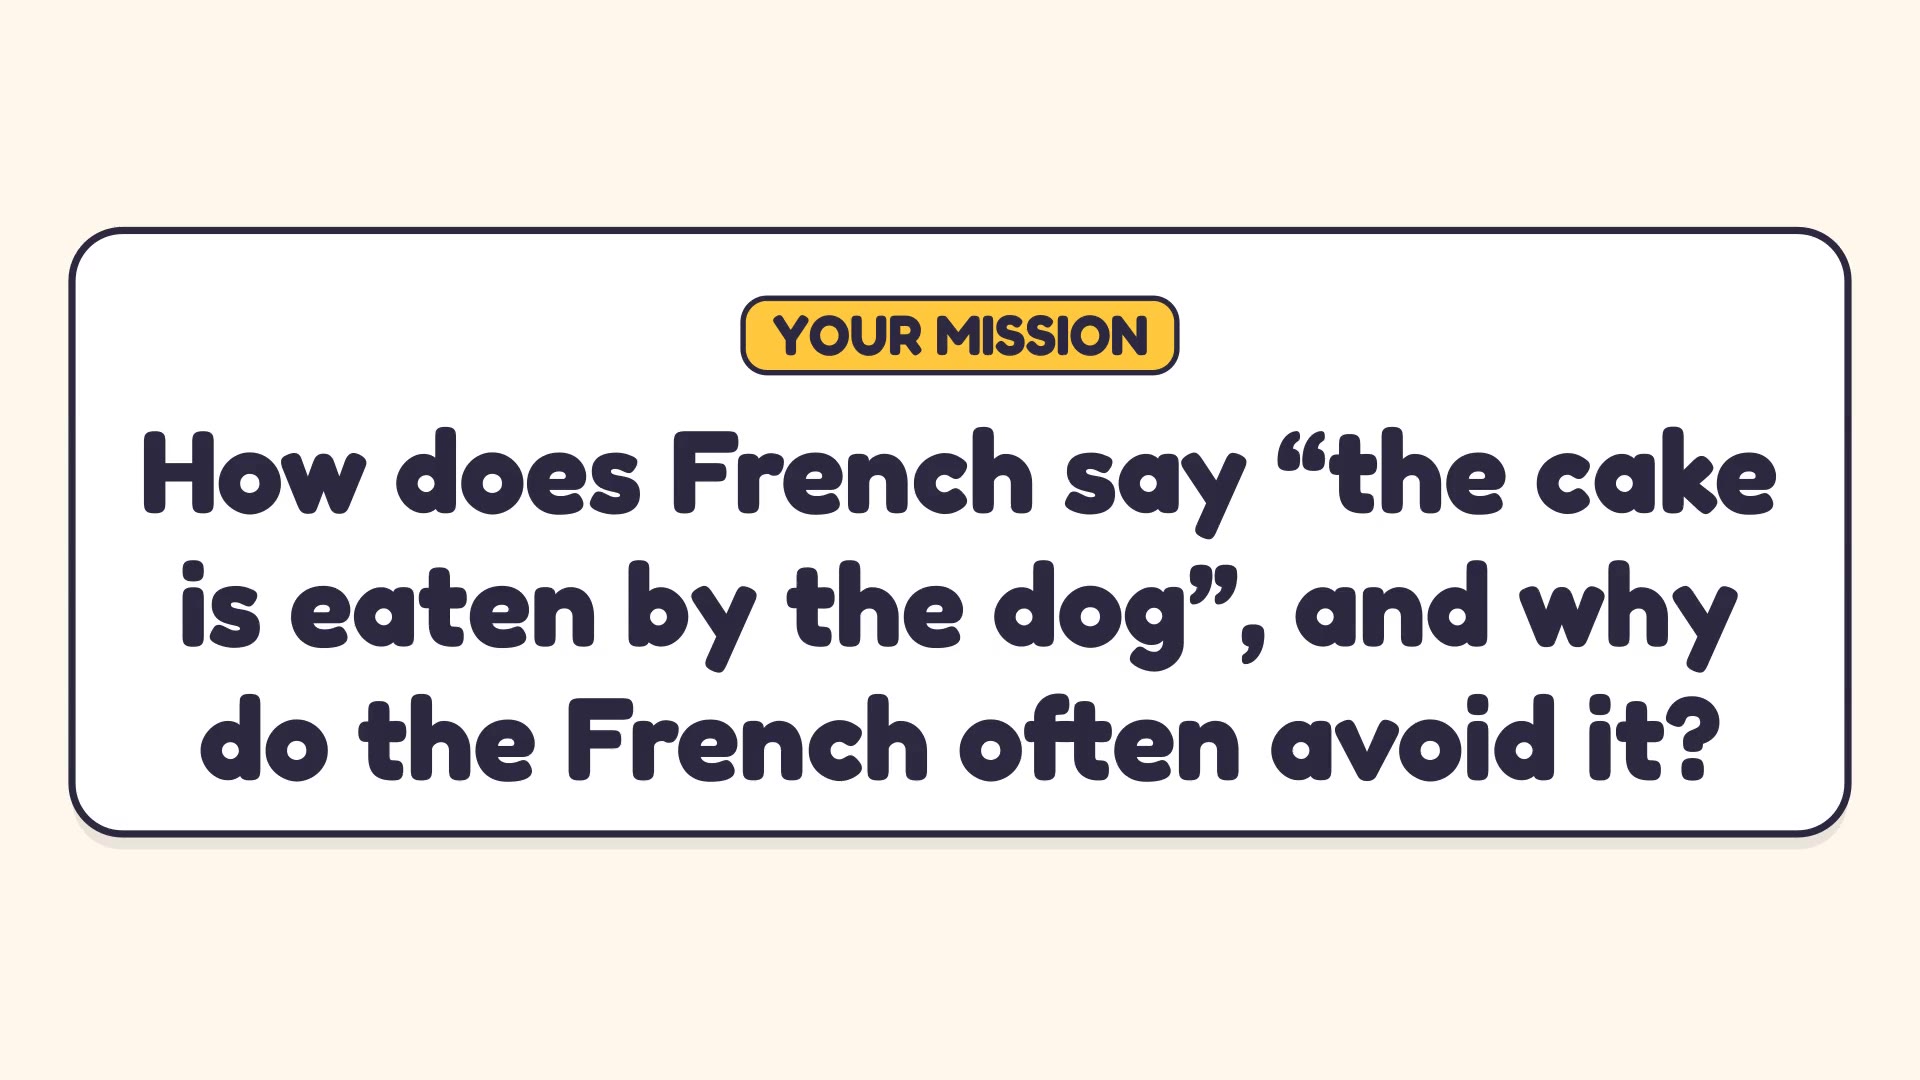 YOUR MISSION
How does French say “the cake
is eaten by the dog”, and why
do the French often avoid it?